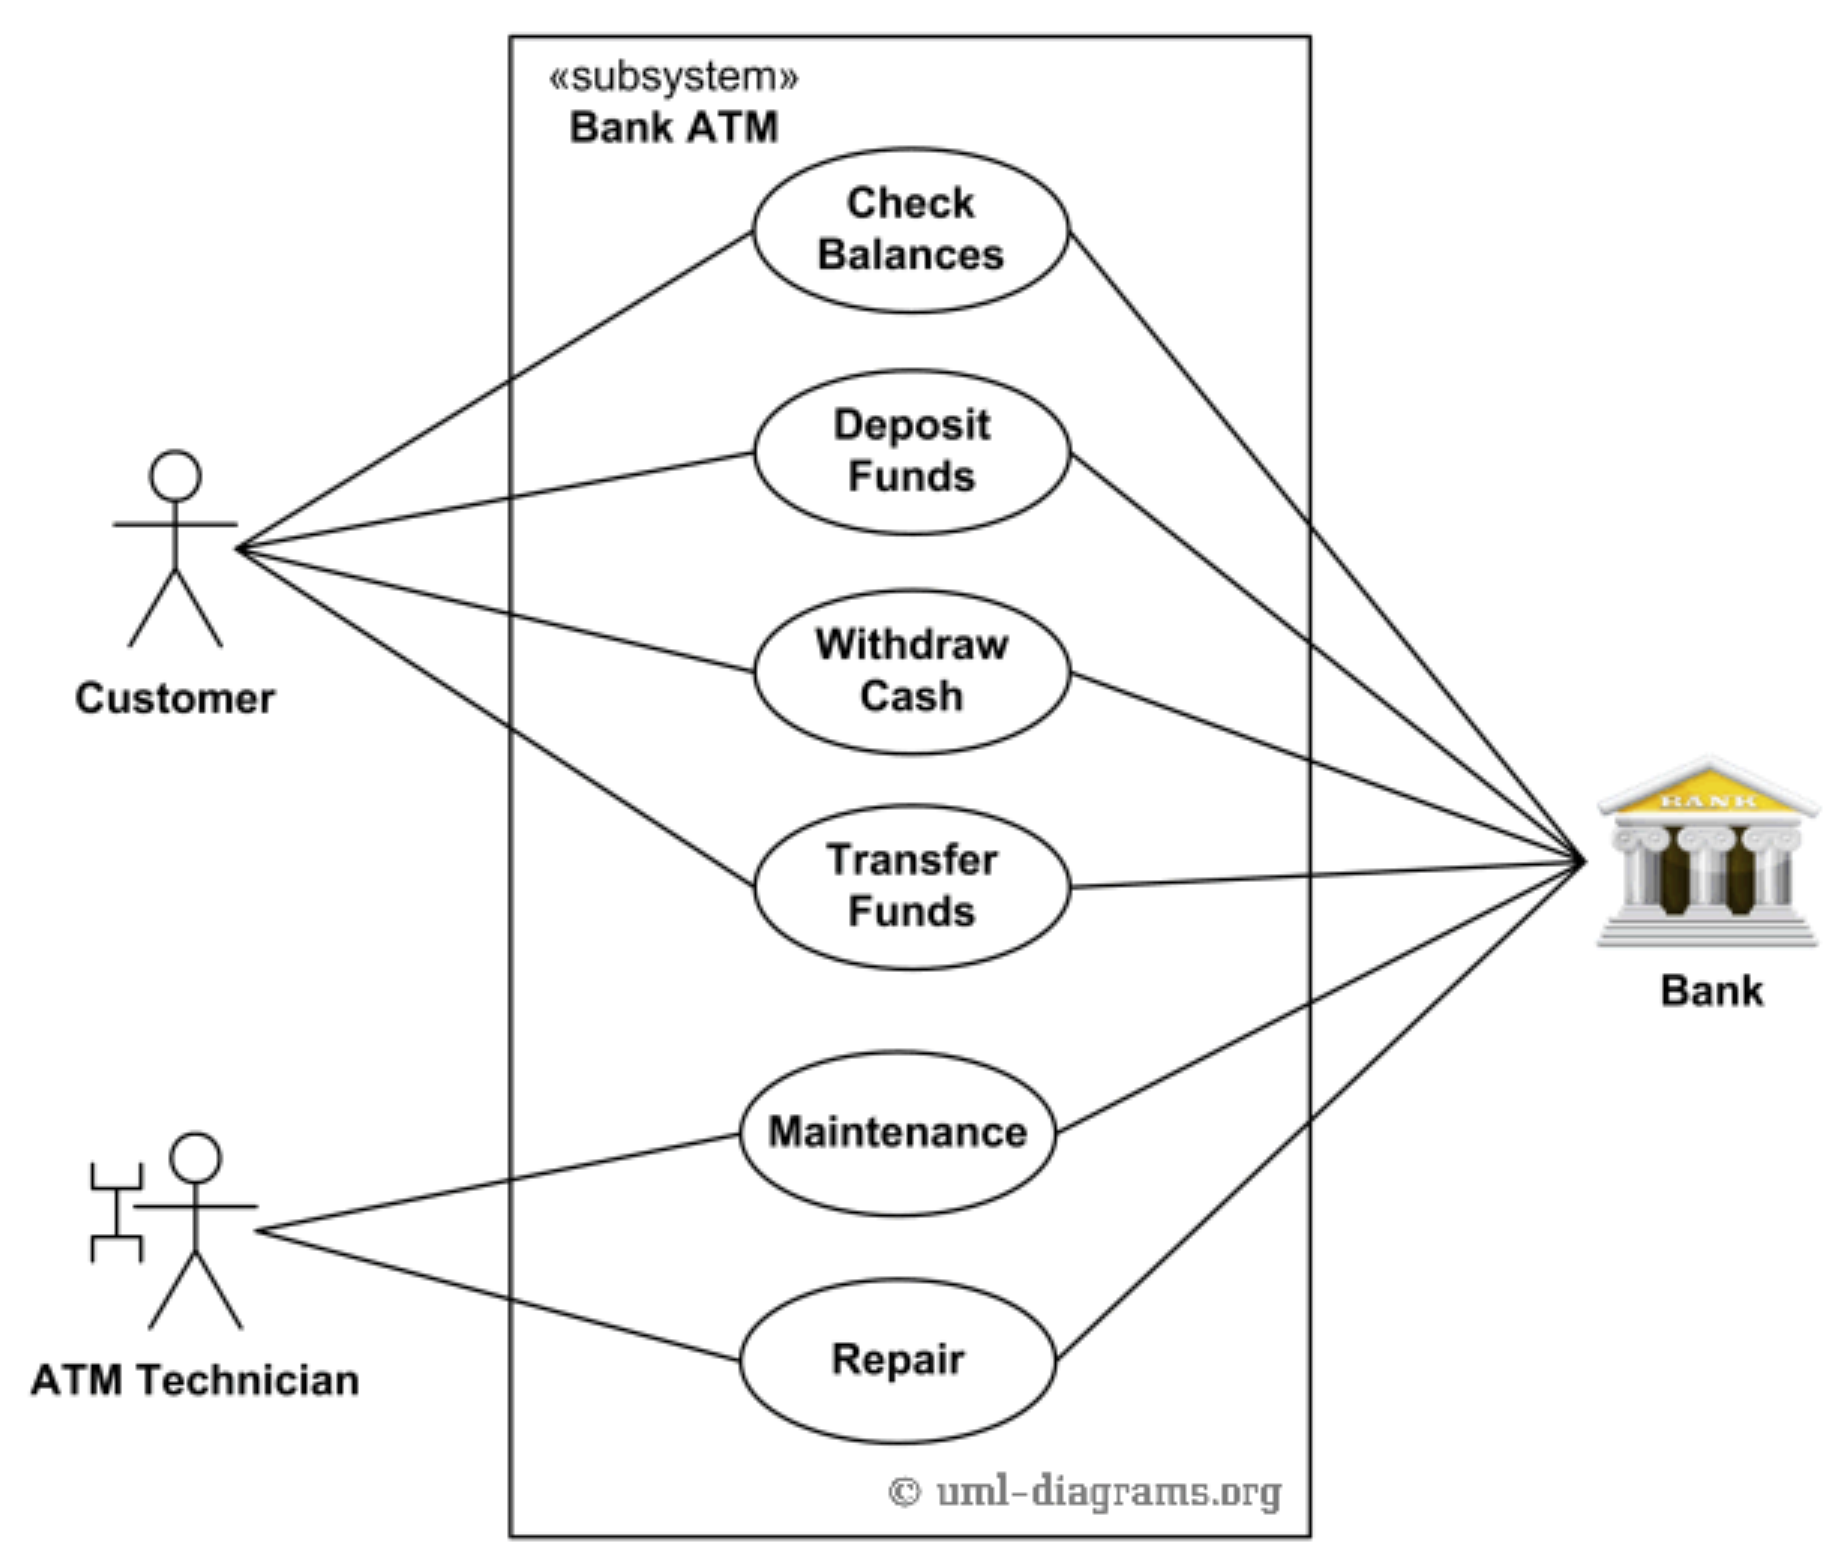 «subsystem»
Bank ATM
Check
Balances
Deposit
Funds
Withdraw
Cash
Customer
Transfer
Funds
BANK
Bank
Maintenance
ATM Technician
Repair
© uml-diagrams.org